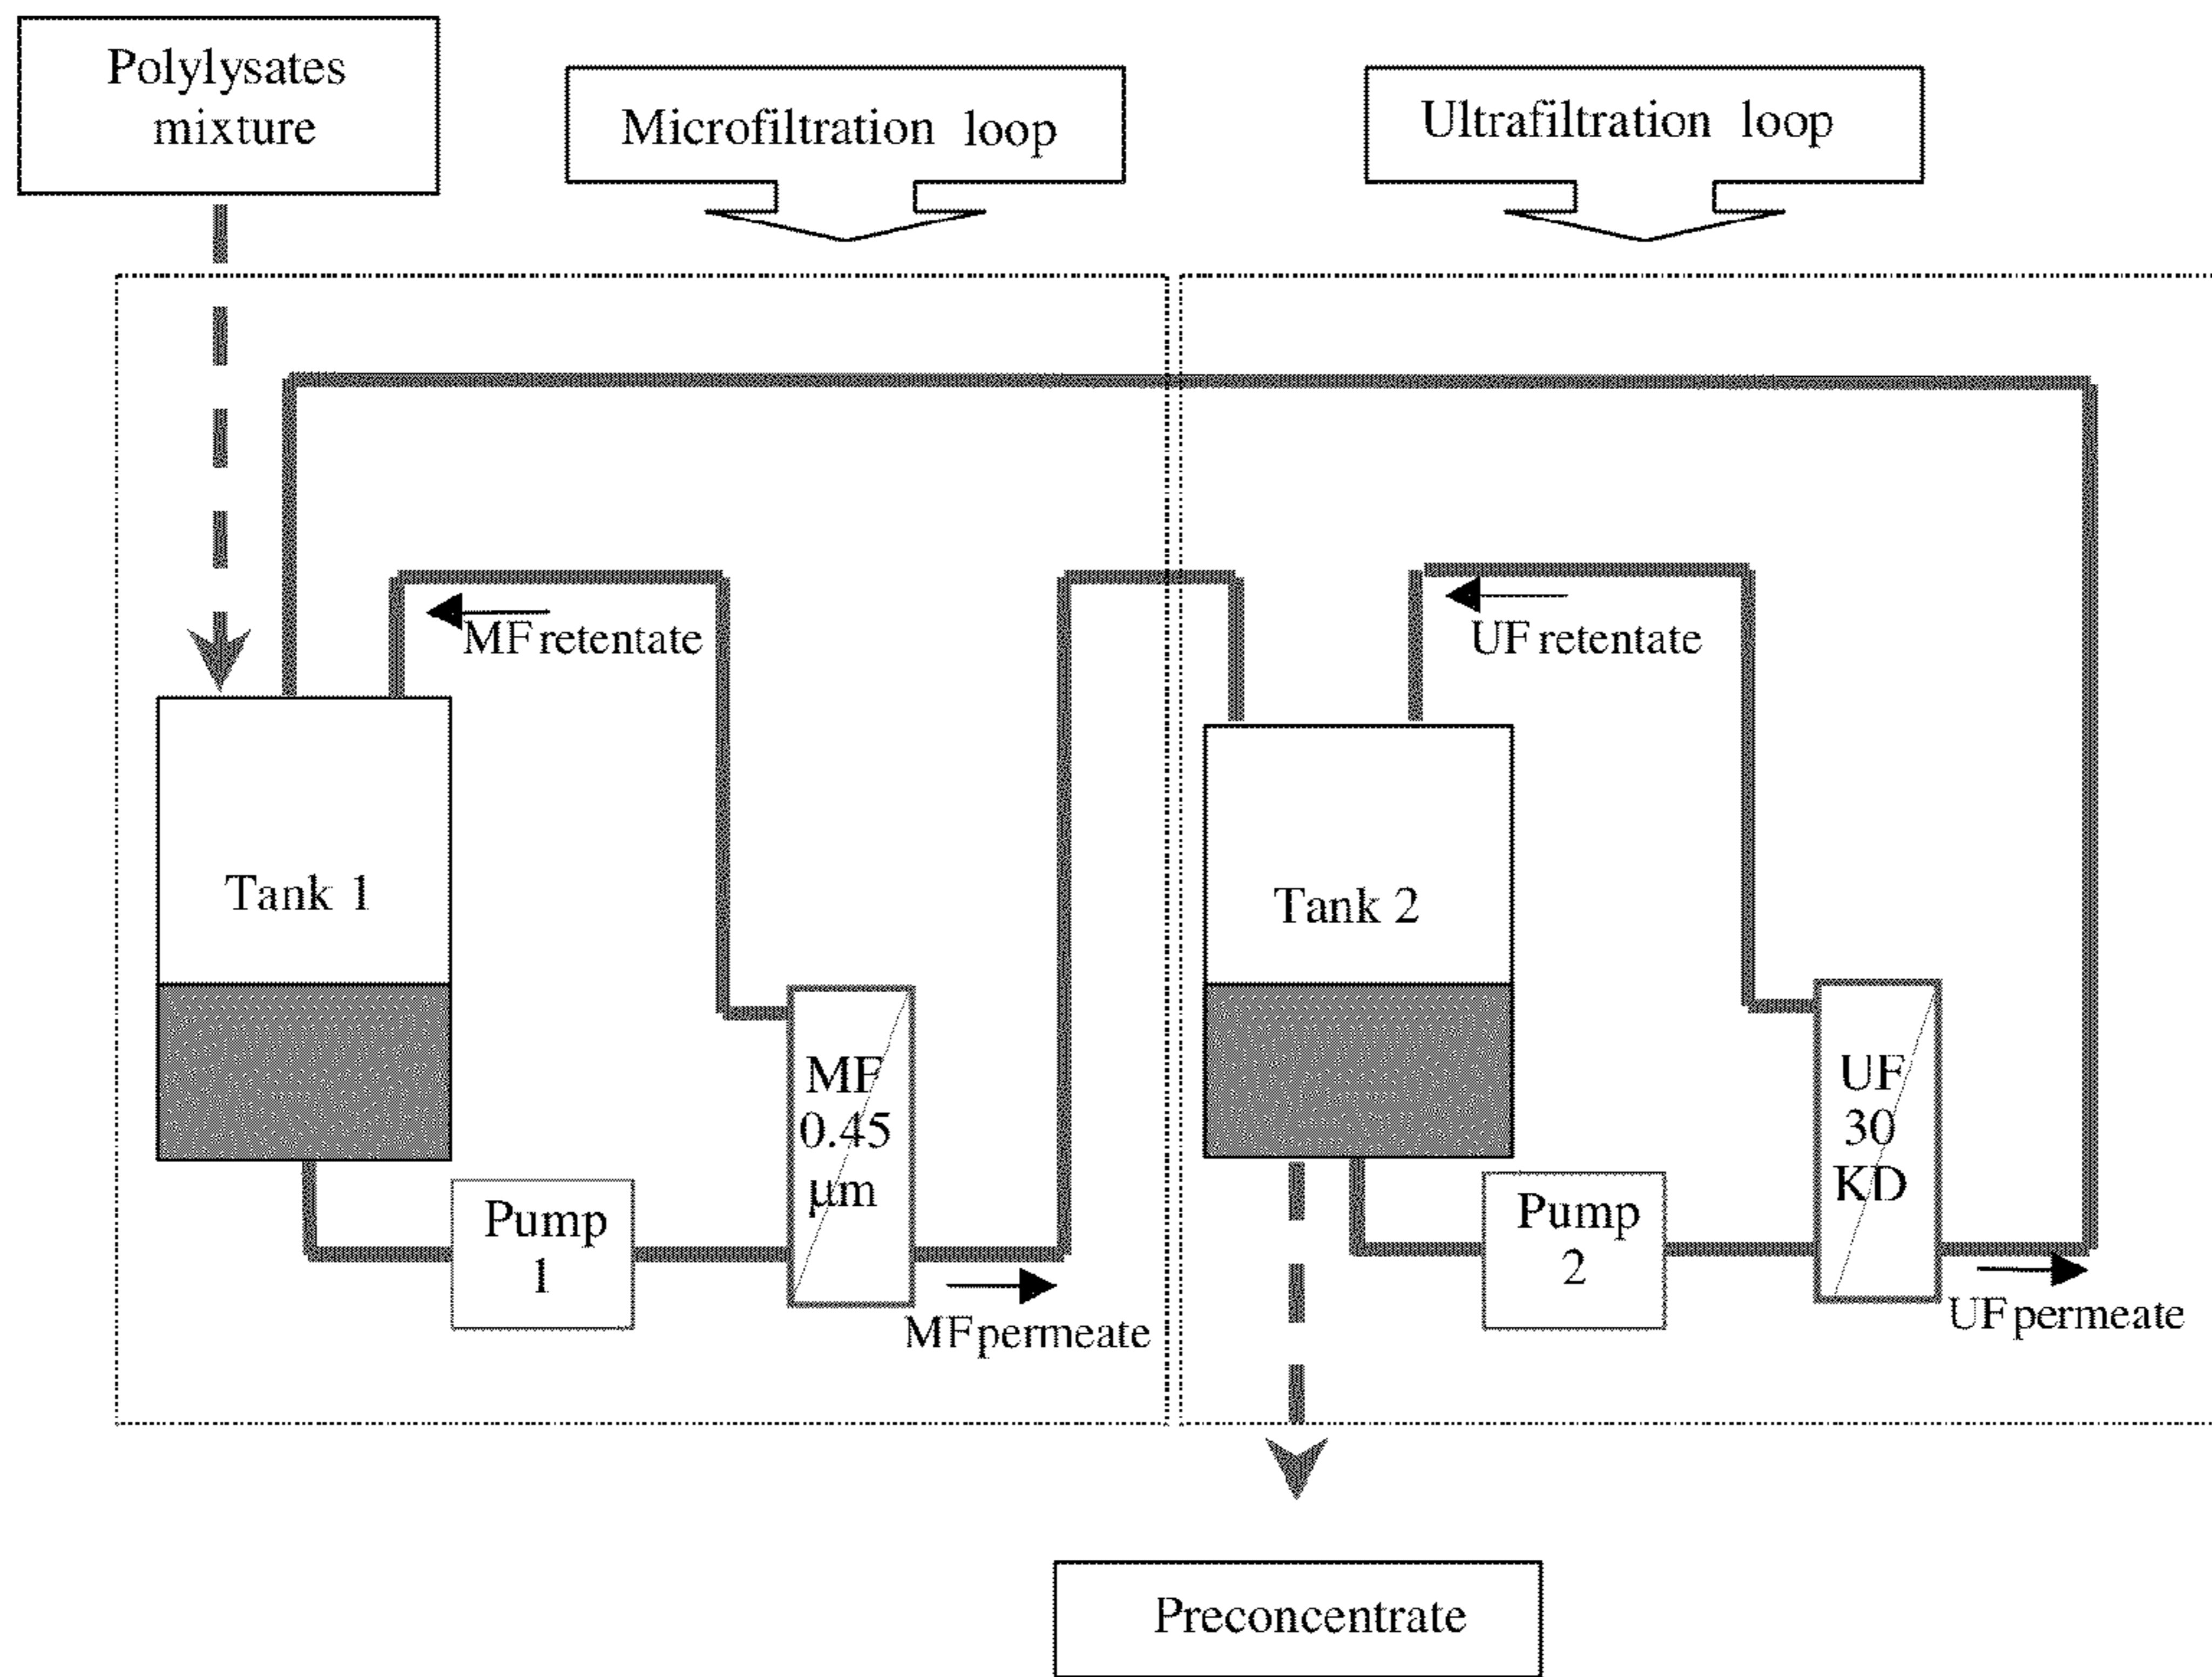 Polylysates
mixture
Microfiltration loop
Ultrafiltration loop
MF retentate
UF retentate
Tank 1
Tank 2
MF
0.45
µm
UF
30
KD
Pump
1
Pump
2
MF permeate
UF permeate
Preconcentrate